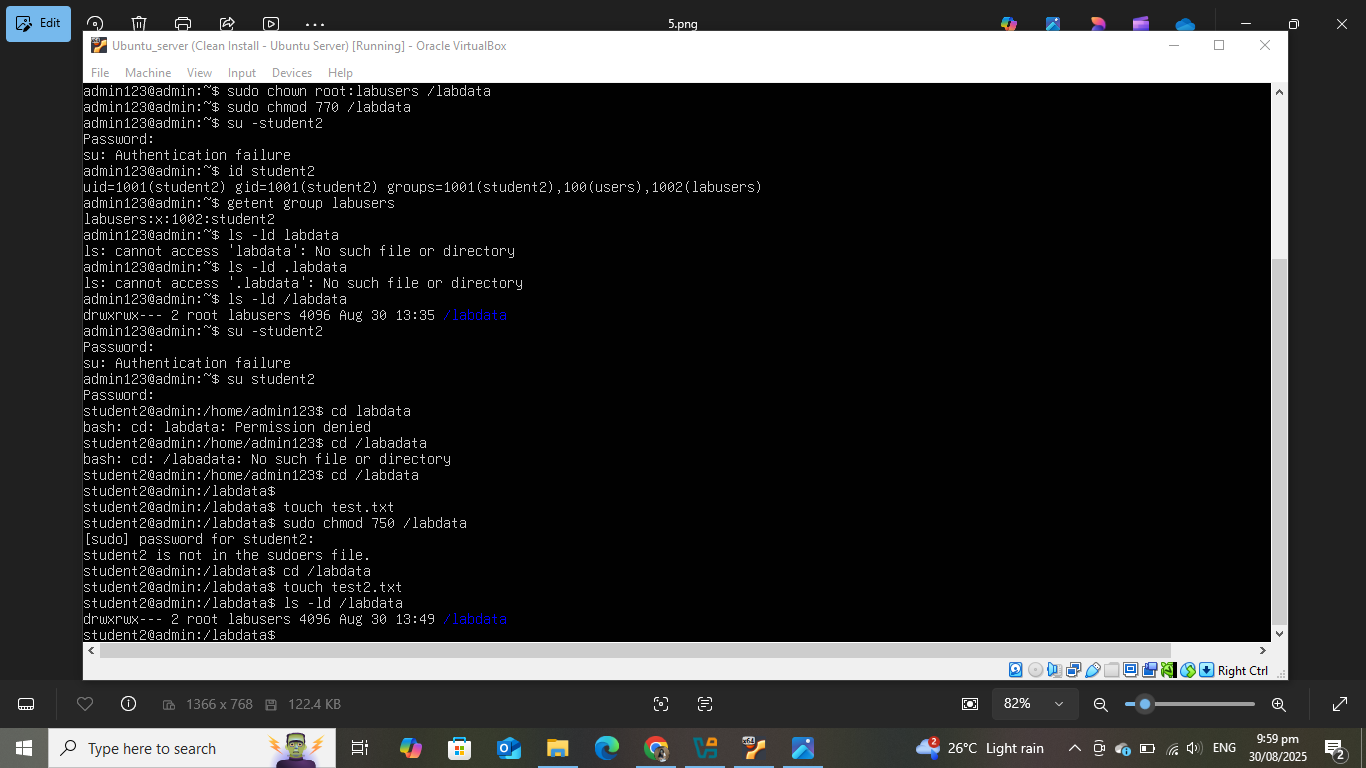 Edit
5.png
Ubuntu_server (Clean Install - Ubuntu Server) [Running] - Oracle VirtualBox
File Machine View Input Devices Help
admin123@admin:~$ sudo chown root:labusers /labdata
admin123@admin:~$ sudo chmod 770 /labdata
admin123@admin:~$ su -student2
Password:
su: Authentication failure
admin123@admin:~$ id student2
uid=1001(student2) gid=1001(student2) groups=1001(student2),100(users),1002(labusers)
admin123@admin:~$ getent group labusers
labusers:x:1002:student2
admin123@admin:~$ ls -ld labdata
ls: cannot access 'labdata': No such file or directory
admin123@admin:~$ ls -ld .labdata
ls: cannot access '.labdata': No such file or directory
admin123@admin:~$ ls -ld /labdata
drwxrwx--- 2 root labusers 4096 Aug 30 13:35 /labdata
admin123@admin:~$ su -student2
Password:
su: Authentication failure
admin123@admin:~$ su student2
Password:
student2@admin:/home/admin123$ cd labdata
bash: cd: labdata: Permission denied
student2@admin:/home/admin123$ cd /labadata
bash: cd: /labadata: No such file or directory
student2@admin:/home/admin123$ cd /labdata
student2@admin:/labdata$
student2@admin:/labdata$ touch test.txt
student2@admin:/labdata$ sudo chmod 750 /labdata
[sudo] password for student2:
student2 is not in the sudoers file.
student2@admin:/labdata$ cd /labdata
student2@admin:/labdata$ touch test2.txt
student2@admin:/labdata$ ls -ld /labdata
drwxrwx--- 2 root labusers 4096 Aug 30 13:49 /labdata
student2@admin:/labdata$
Right Ctrl
1366 x 768 122.4 KB 82%
Type here to search
2 26°C Light rain ENG 9:59 pm
30/08/2025 2